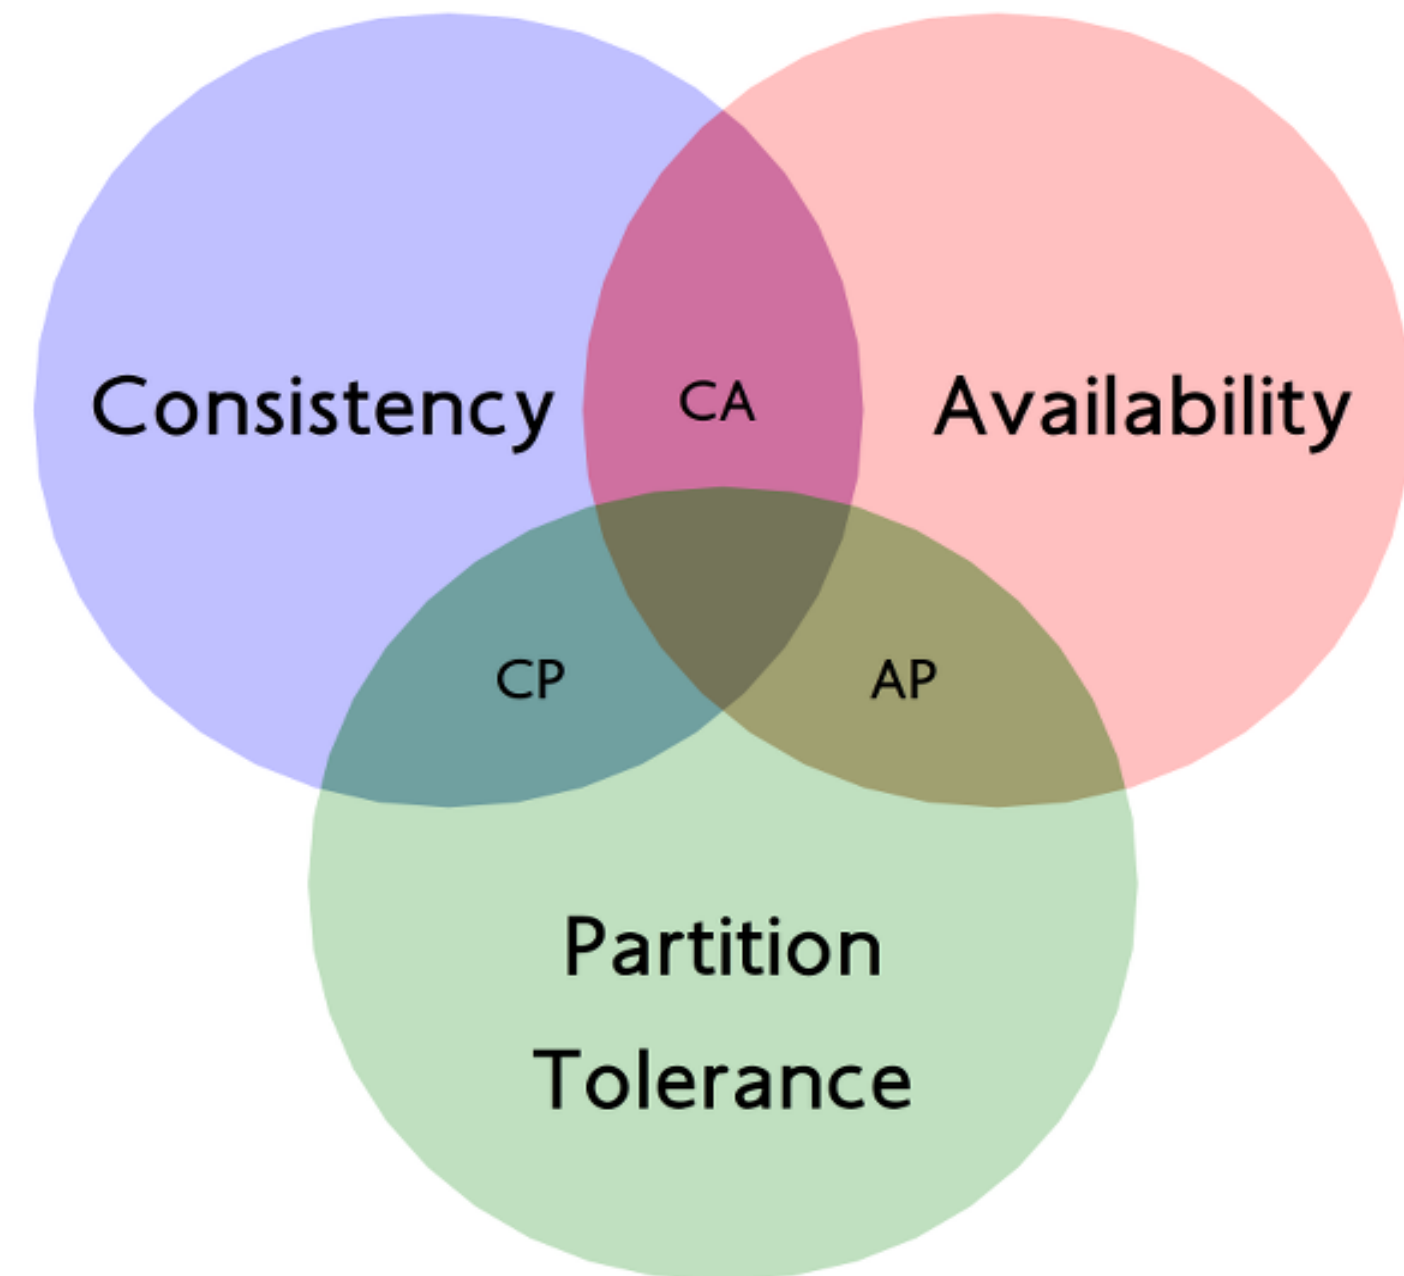 Consistency
CA
Availability
CP
AP
Partition
Tolerance